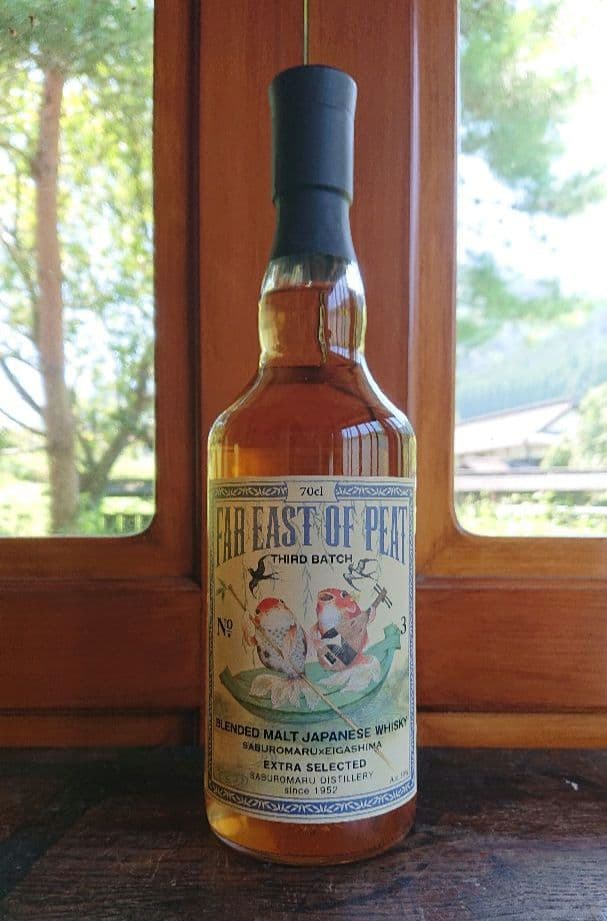 70cl
FAR EAST OF PEAT
THIRD BATCH
No. 3
BLENDED MALT JAPANESE WHISKY
SABUROMARU×EIGASHIMA
EXTRA SELECTED
SABUROMARU DISTILLERY
since 1952